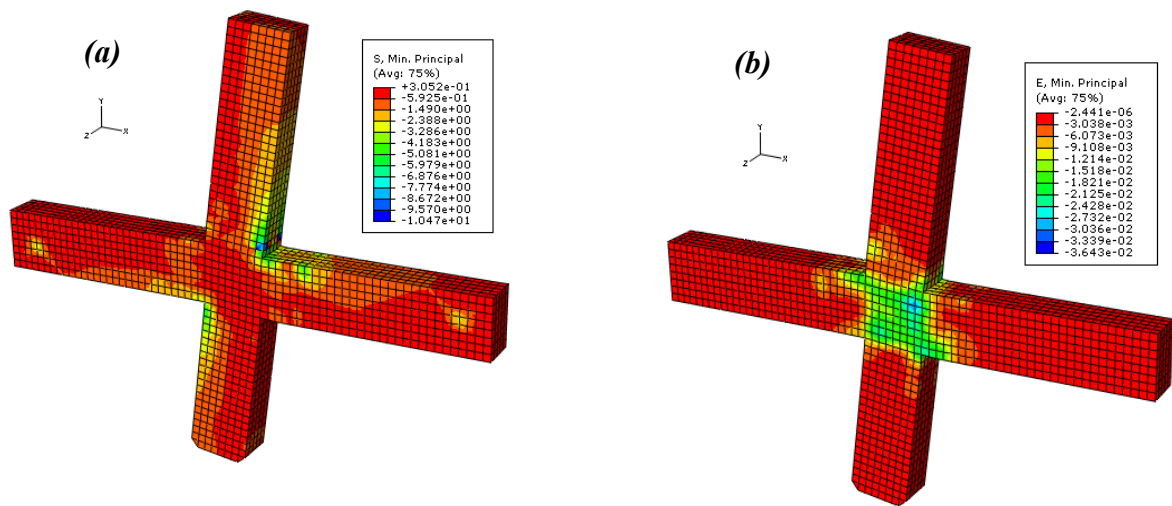 (a)
S, Min. Principal
(Avg: 75%)
+3.052e-01
-5.925e-01
-1.490e+00
-2.388e+00
-3.286e+00
-4.183e+00
-5.081e+00
-5.979e+00
-6.876e+00
-7.774e+00
-8.672e+00
-9.570e+00
-1.047e+01
Y
Z
X
(b)
E, Min. Principal
(Avg: 75%)
-2.441e-06
-3.038e-03
-6.073e-03
-9.108e-03
-1.214e-02
-1.518e-02
-1.821e-02
-2.125e-02
-2.428e-02
-2.732e-02
-3.036e-02
-3.339e-02
-3.643e-02
Y
Z
X